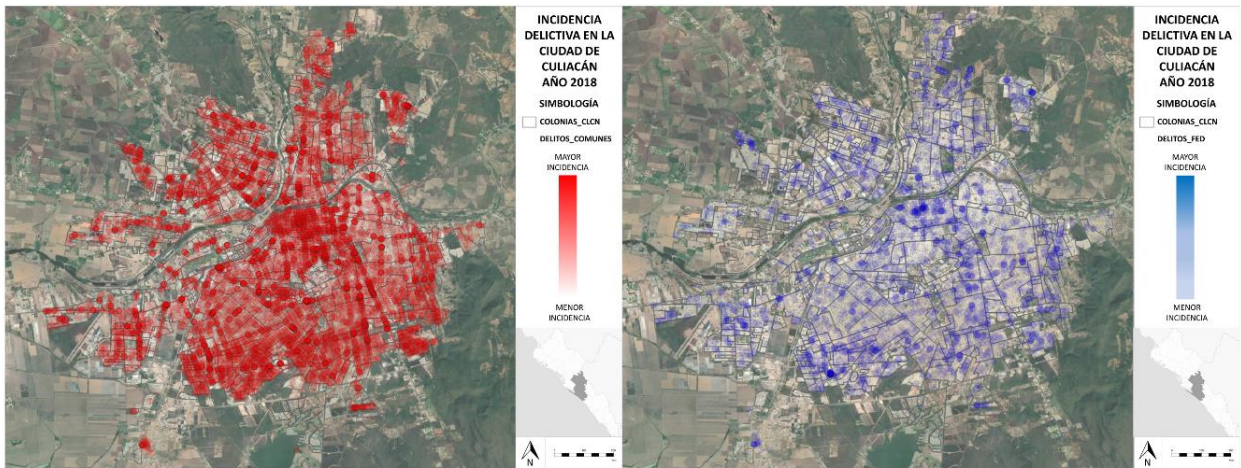 INCIDENCIA
DELICTIVA EN LA
CIUDAD DE
CULIACÁN
AÑO 2018
SIMBOLOGÍA
COLONIAS_CLCN
DELITOS_COMUNES
MAYOR
INCIDENCIA
MENOR
INCIDENCIA
N
INCIDENCIA
DELICTIVA EN LA
CIUDAD DE
CULIACÁN
AÑO 2018
SIMBOLOGÍA
COLONIAS_CLCN
DELITOS_FED
MAYOR
INCIDENCIA
MENOR
INCIDENCIA
N